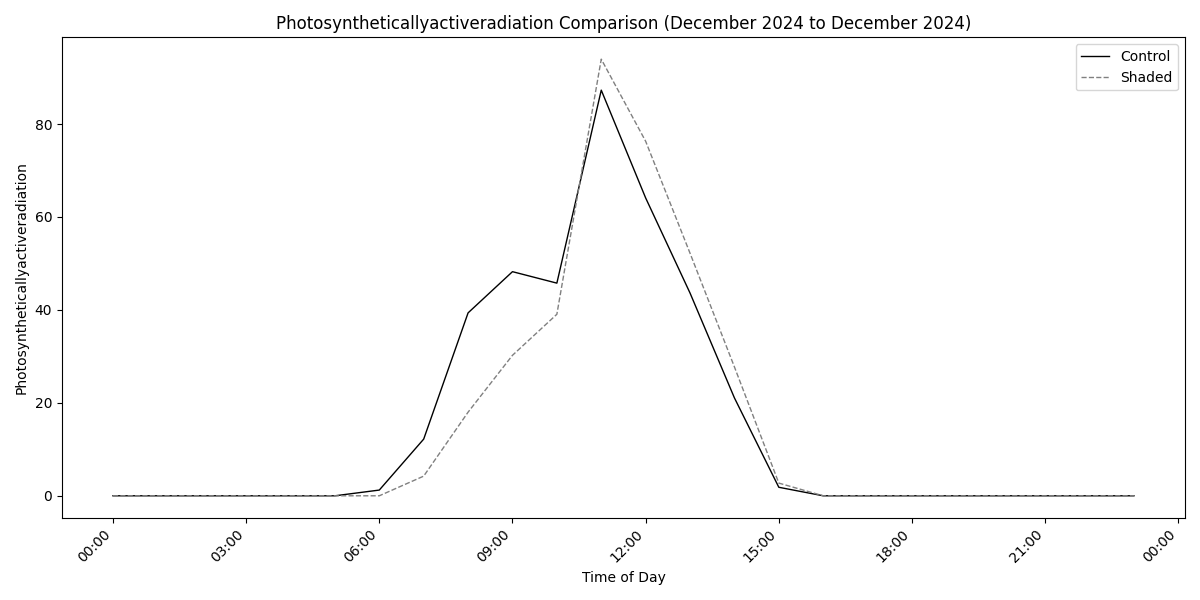 Photosyntheticallyactiveradiation Comparison (December 2024 to December 2024)
Control
Shaded
Photosyntheticallyactiveradiation
80
60
40
20
0
00:00
03:00
06:00
09:00
12:00
15:00
18:00
21:00
00:00
Time of Day